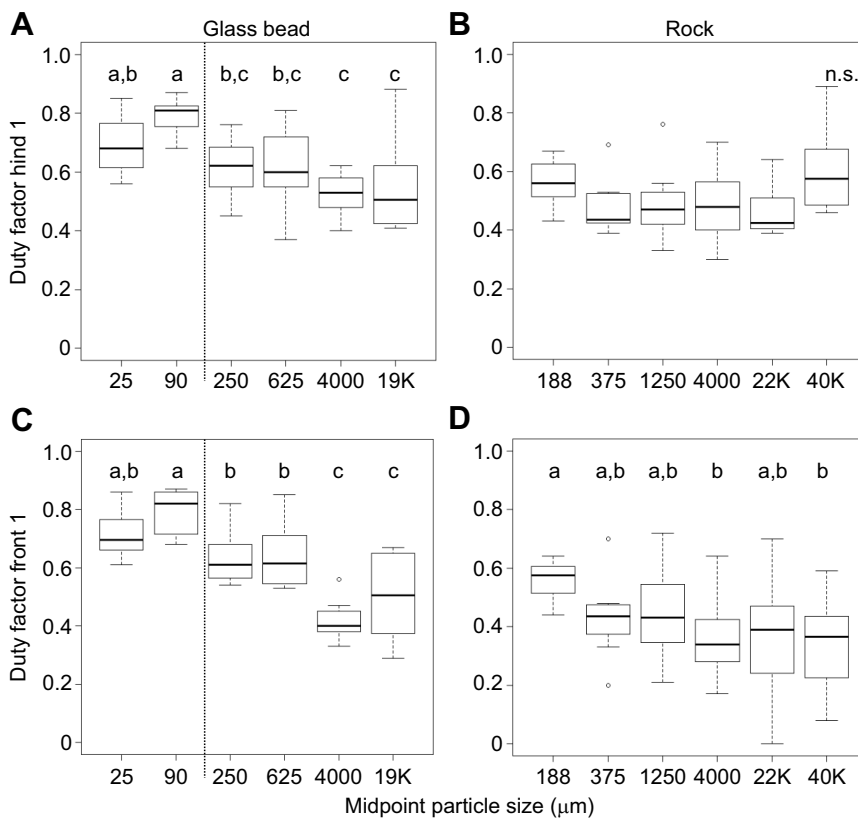 A
Glass bead
B
Rock
1.0
0.8
0.6
0.4
0.2
0
Duty factor hind 1
a,b a b,c b,c c c
25 90 250 625 4000 19K
1.0
0.8
0.6
0.4
0.2
0
n.s.
188 375 1250 4000 22K 40K
C
1.0
0.8
0.6
0.4
0.2
0
Duty factor front 1
a,b a b b c c
25 90 250 625 4000 19K
D
1.0
0.8
0.6
0.4
0.2
0
a a,b a,b b a,b b
188 375 1250 4000 22K 40K
Midpoint particle size (μm)